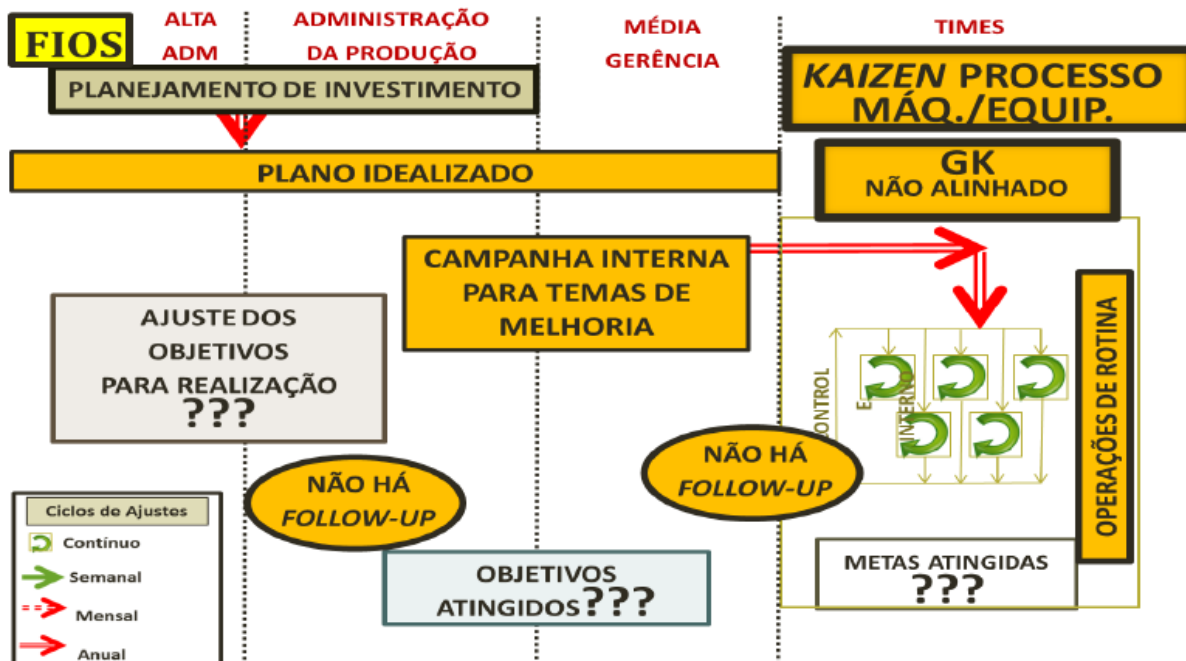 FIOS
ALTA
ADM
ADMINISTRAÇÃO
DA PRODUÇÃO
MÉDIA
GERÊNCIA
TIMES
PLANEJAMENTO DE INVESTIMENTO
KAIZEN PROCESSO
MÁQ./EQUIP.
PLANO IDEALIZADO
GK
NÃO ALINHADO
CAMPANHA INTERNA
PARA TEMAS DE
MELHORIA
AJUSTE DOS
OBJETIVOS
PARA REALIZAÇÃO
???
CONTROL
E
INTERNO
OPERAÇÕES DE ROTINA
NÃO HÁ
FOLLOW-UP
NÃO HÁ
FOLLOW-UP
Ciclos de Ajustes
Contínuo
Semanal
Mensal
Anual
OBJETIVOS
ATINGIDOS???
METAS ATINGIDAS
???